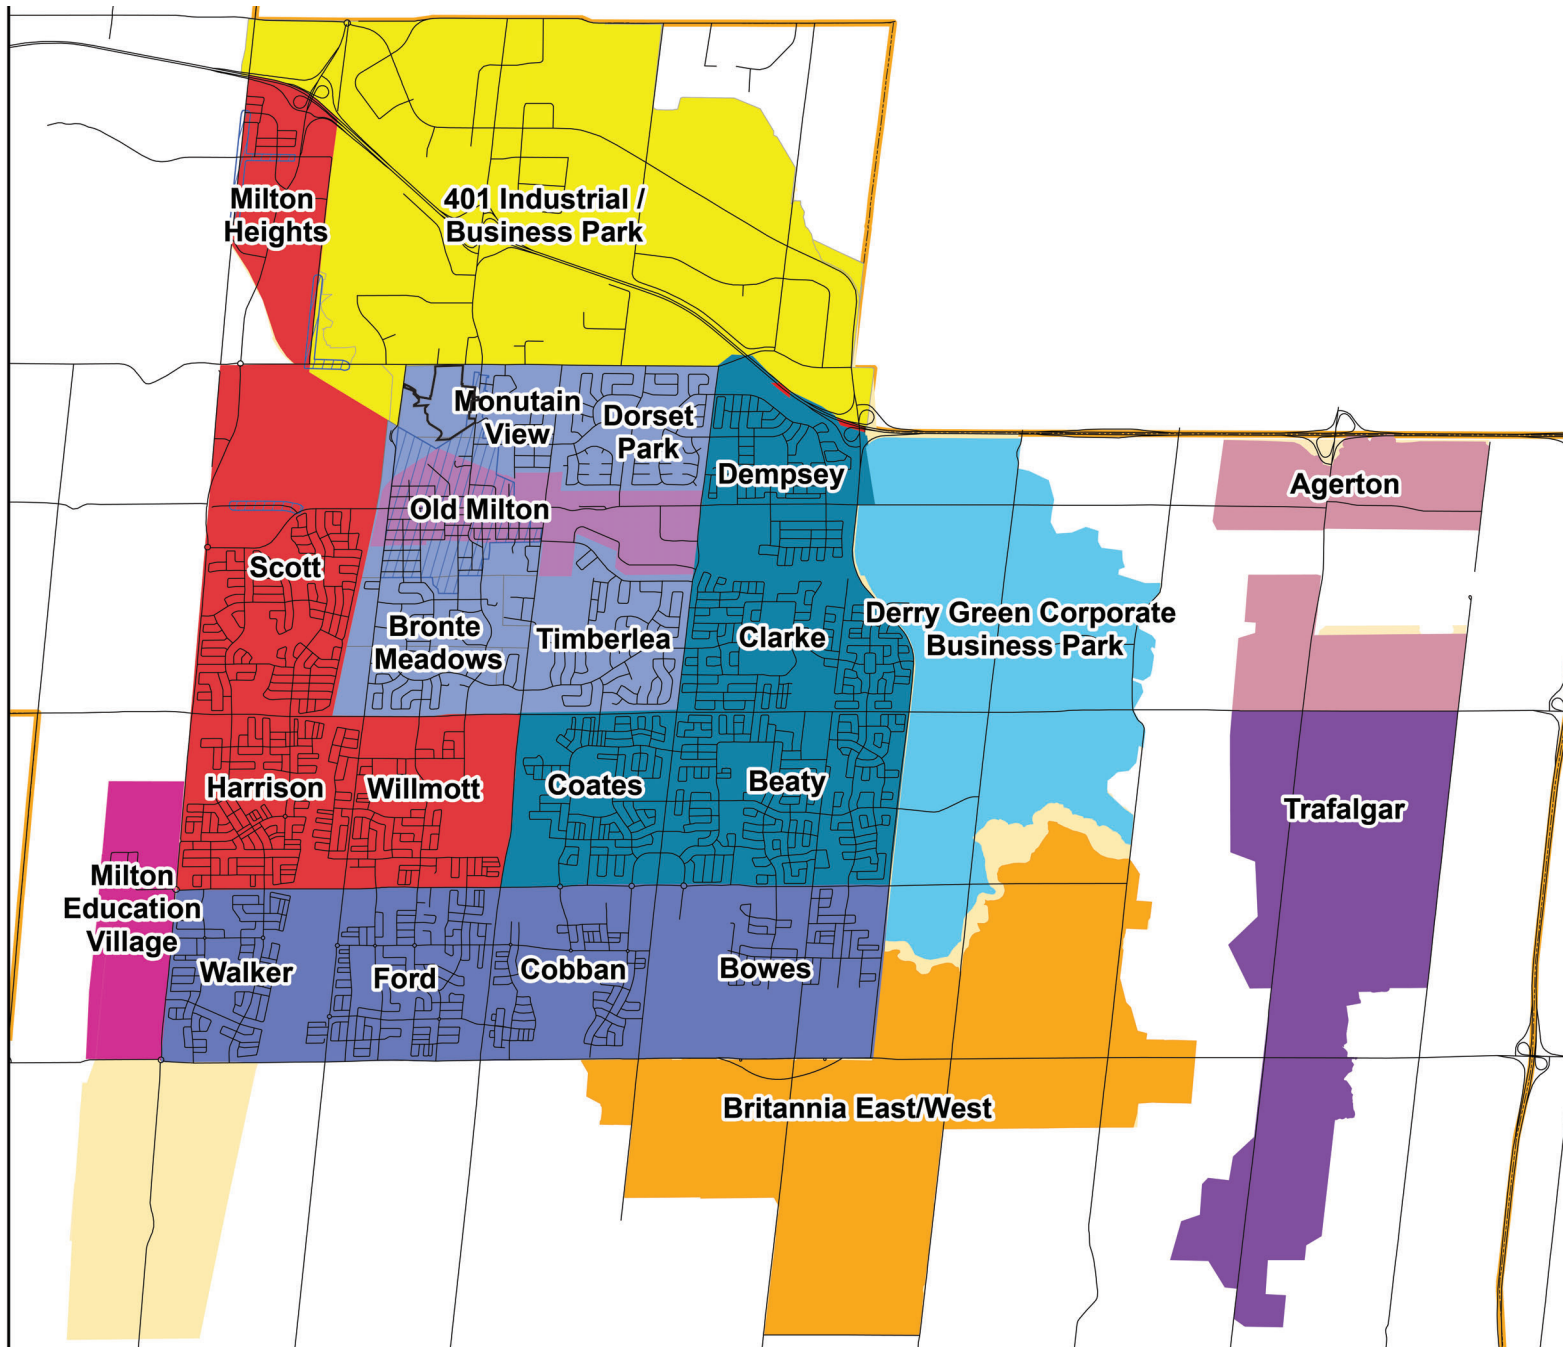 Milton
Heights
401 Industrial /
Business Park
Monutain
View
Dorset
Park
Dempsey
Agerton
Old Milton
Scott
Bronte
Meadows
Timberlea
Clarke
Derry Green Corporate
Business Park
Harrison
Willmott
Coates
Beaty
Trafalgar
Milton
Education
Village
Walker
Ford
Cobban
Bowes
Britannia East/West